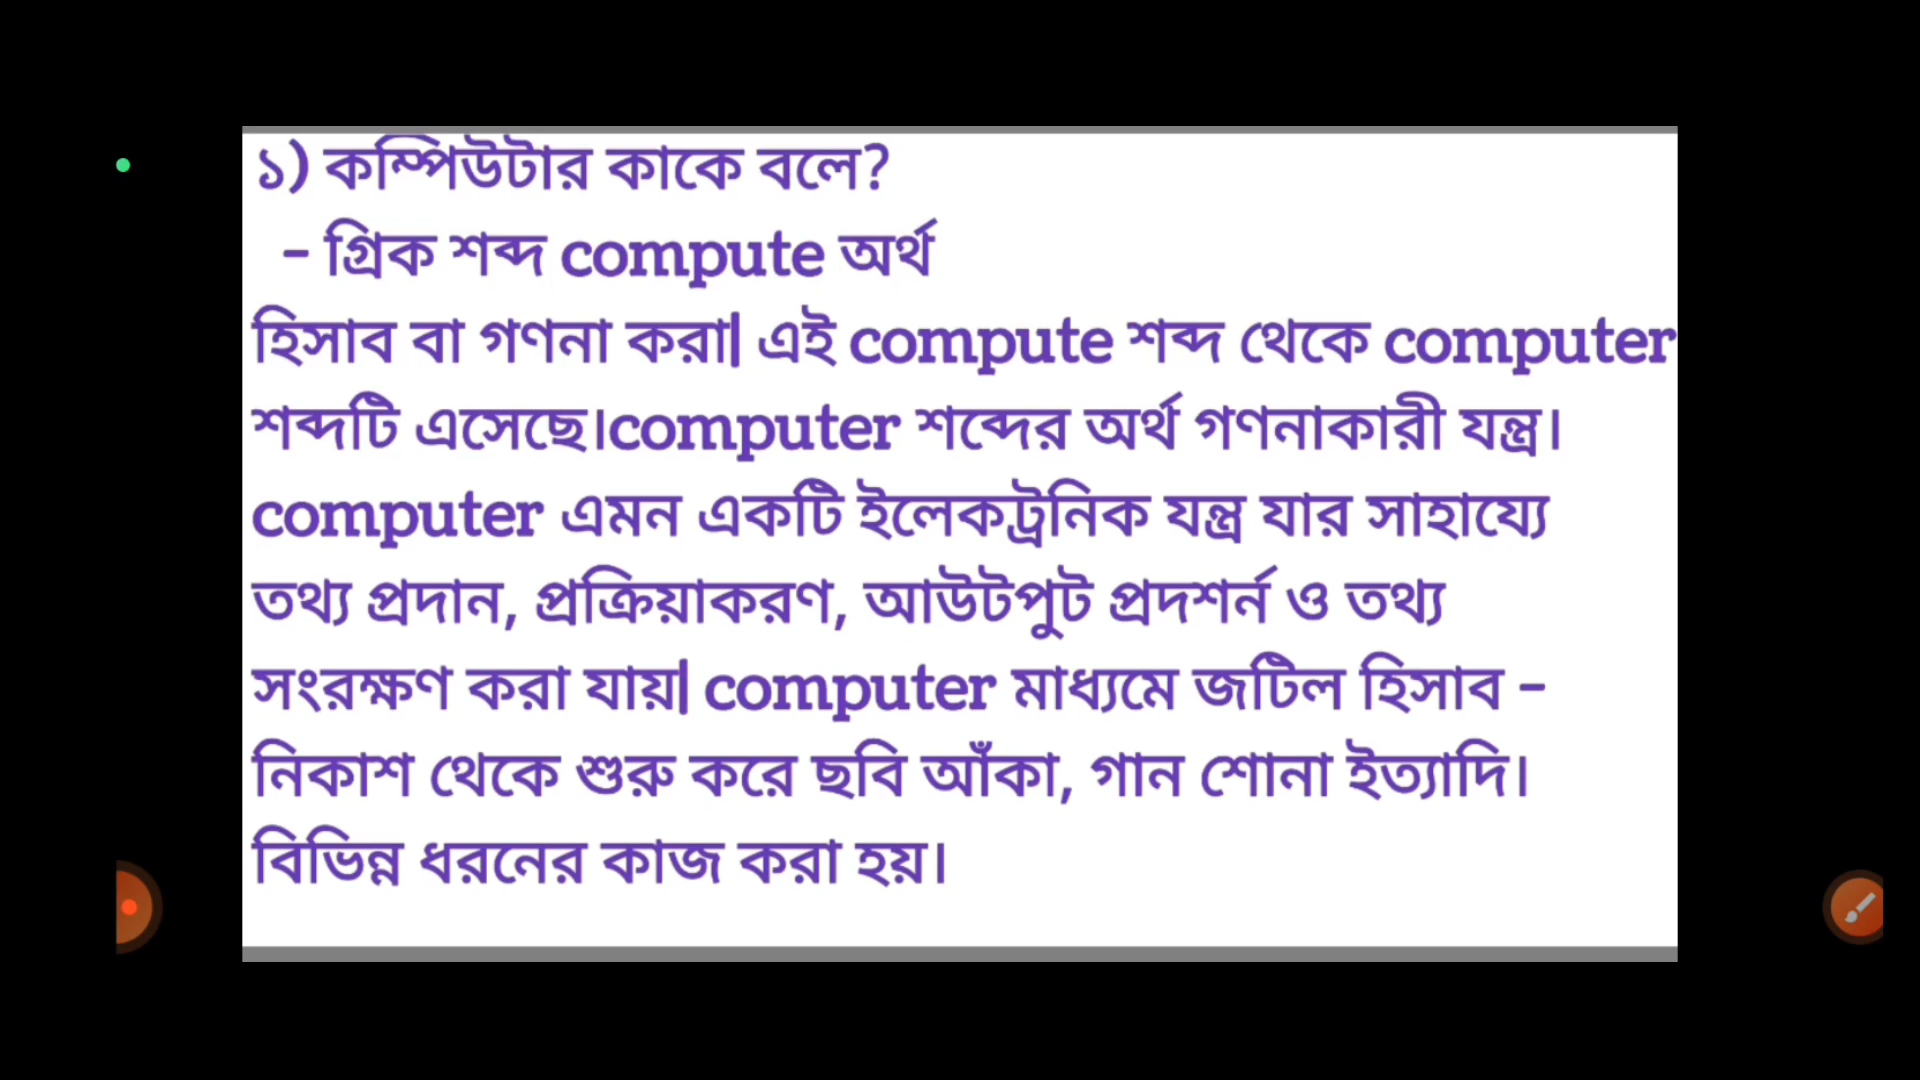 ১) কম্পিউটার কাকে বলে?
- গ্রিক শব্দ compute অর্থ
হিসাব বা গণনা করা| এই compute শব্দ থেকে computer
শব্দটি এসেছে।computer শব্দের অর্থ গণনাকারী যন্ত্র।
computer এমন একটি ইলেকট্রনিক যন্ত্র যার সাহায্যে
তথ্য প্রদান, প্রক্রিয়াকরণ, আউটপুট প্রদশর্ন ও তথ্য
সংরক্ষণ করা যায়| computer মাধ্যমে জটিল হিসাব -
নিকাশ থেকে শুরু করে ছবি আঁকা, গান শোনা ইত্যাদি।
বিভিন্ন ধরনের কাজ করা হয়।